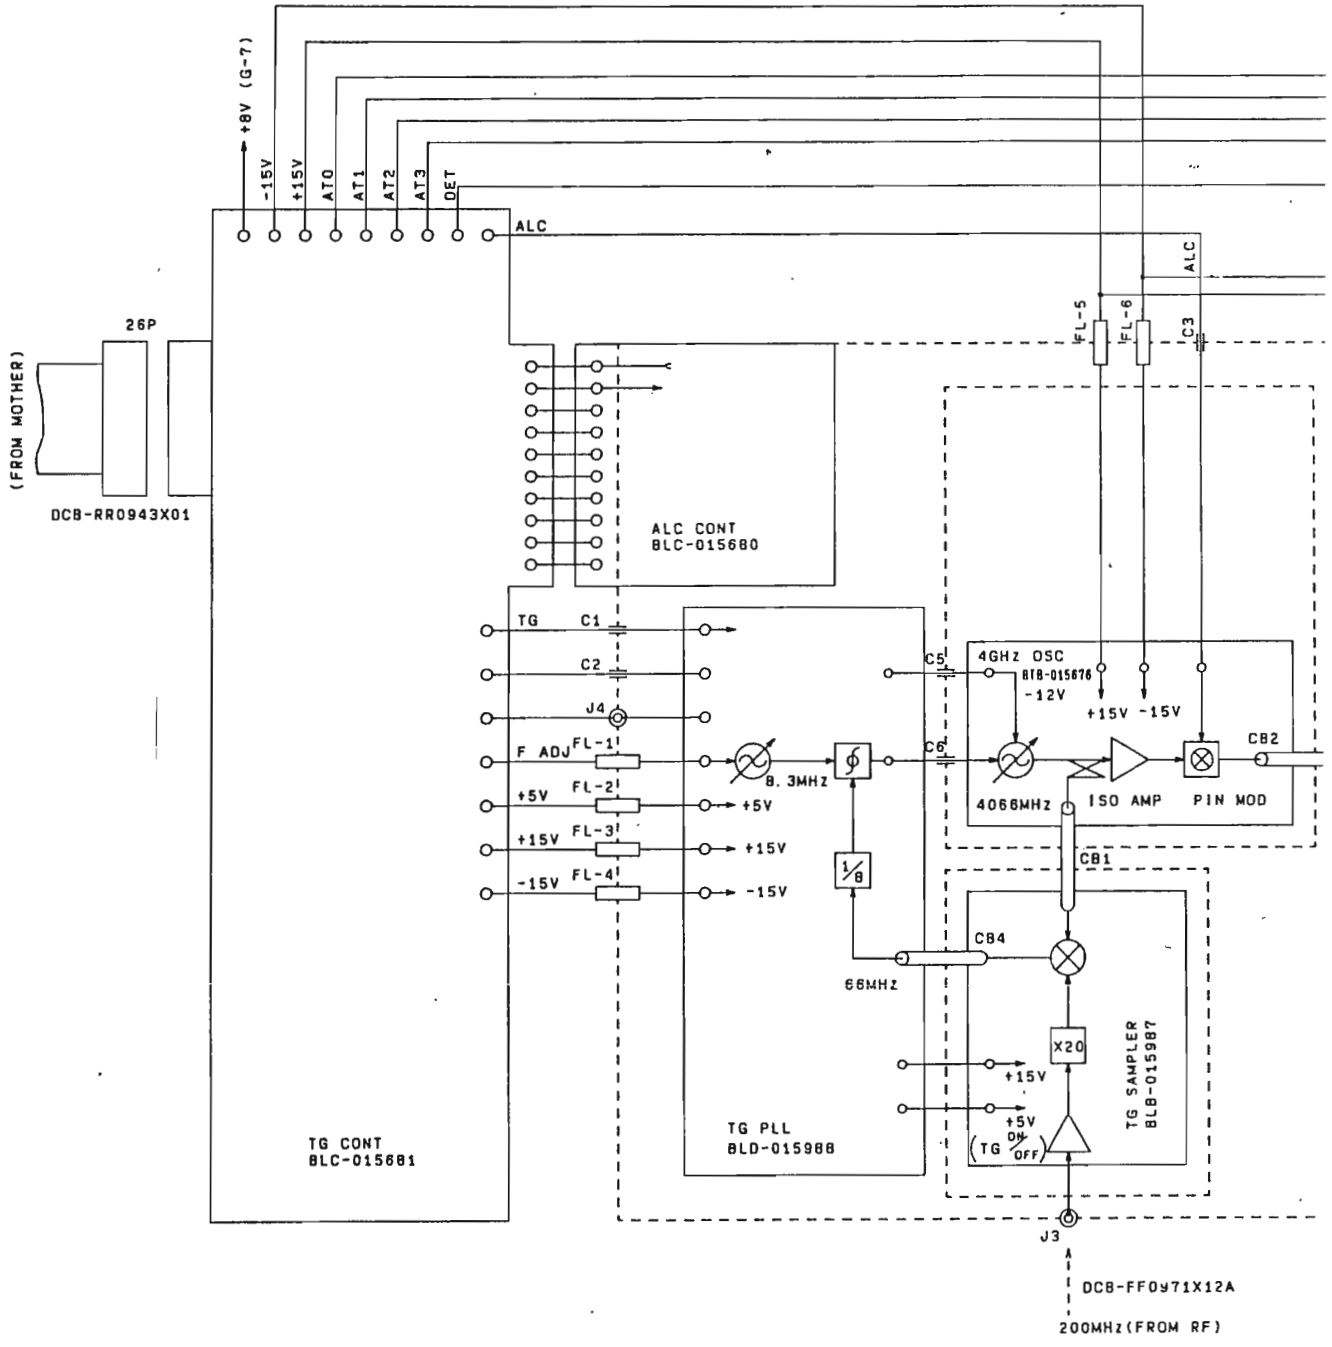 +8V (G-7)
-15V
+15V
AT0
AT1
AT2
AT3
DET
ALC
ALC
FL-5
FL-6
C3
26P
(FROM MOTHER)
DCB-RR0943X01
ALC CONT
BLC-015680
TG
C1
C2
J4
F ADJ
FL-1
+5V
FL-2
+15V
FL-3
-15V
FL-4
8.3MHz
+5V
+15V
-15V
1/8
C5
C6
4GHz OSC
BTB-015676
-12V
+15V
-15V
4066MHz
ISO AMP
PIN MOD
CB2
CB1
CB4
66MHz
X20
TG SAMPLER
BLB-015987
+15V
+5V
(TG ON/OFF)
TG PLL
BLD-015988
TG CONT
BLC-015681
J3
DCB-FF0971X12A
200MHz(FROM RF)